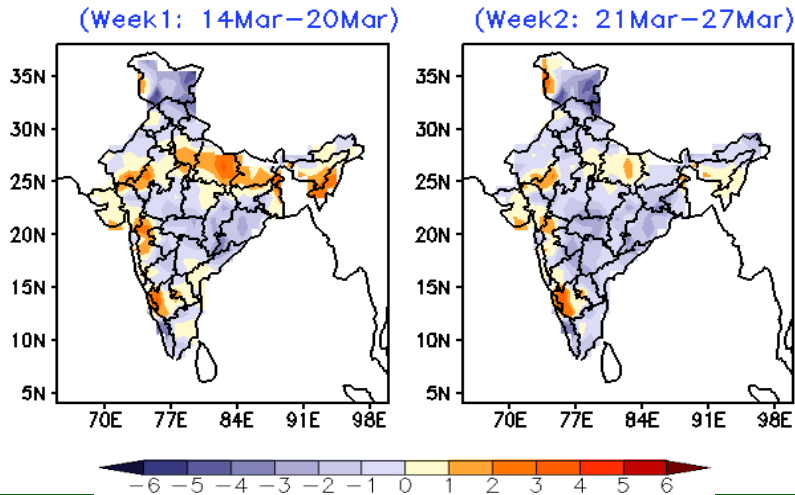 (Week1: 14Mar−20Mar)
(Week2: 21Mar−27Mar)
35N
30N
25N
20N
15N
10N
5N
70E 77E 84E 91E 98E
35N
30N
25N
20N
15N
10N
5N
70E 77E 84E 91E 98E
−6 −5 −4 −3 −2 −1 0 1 2 3 4 5 6